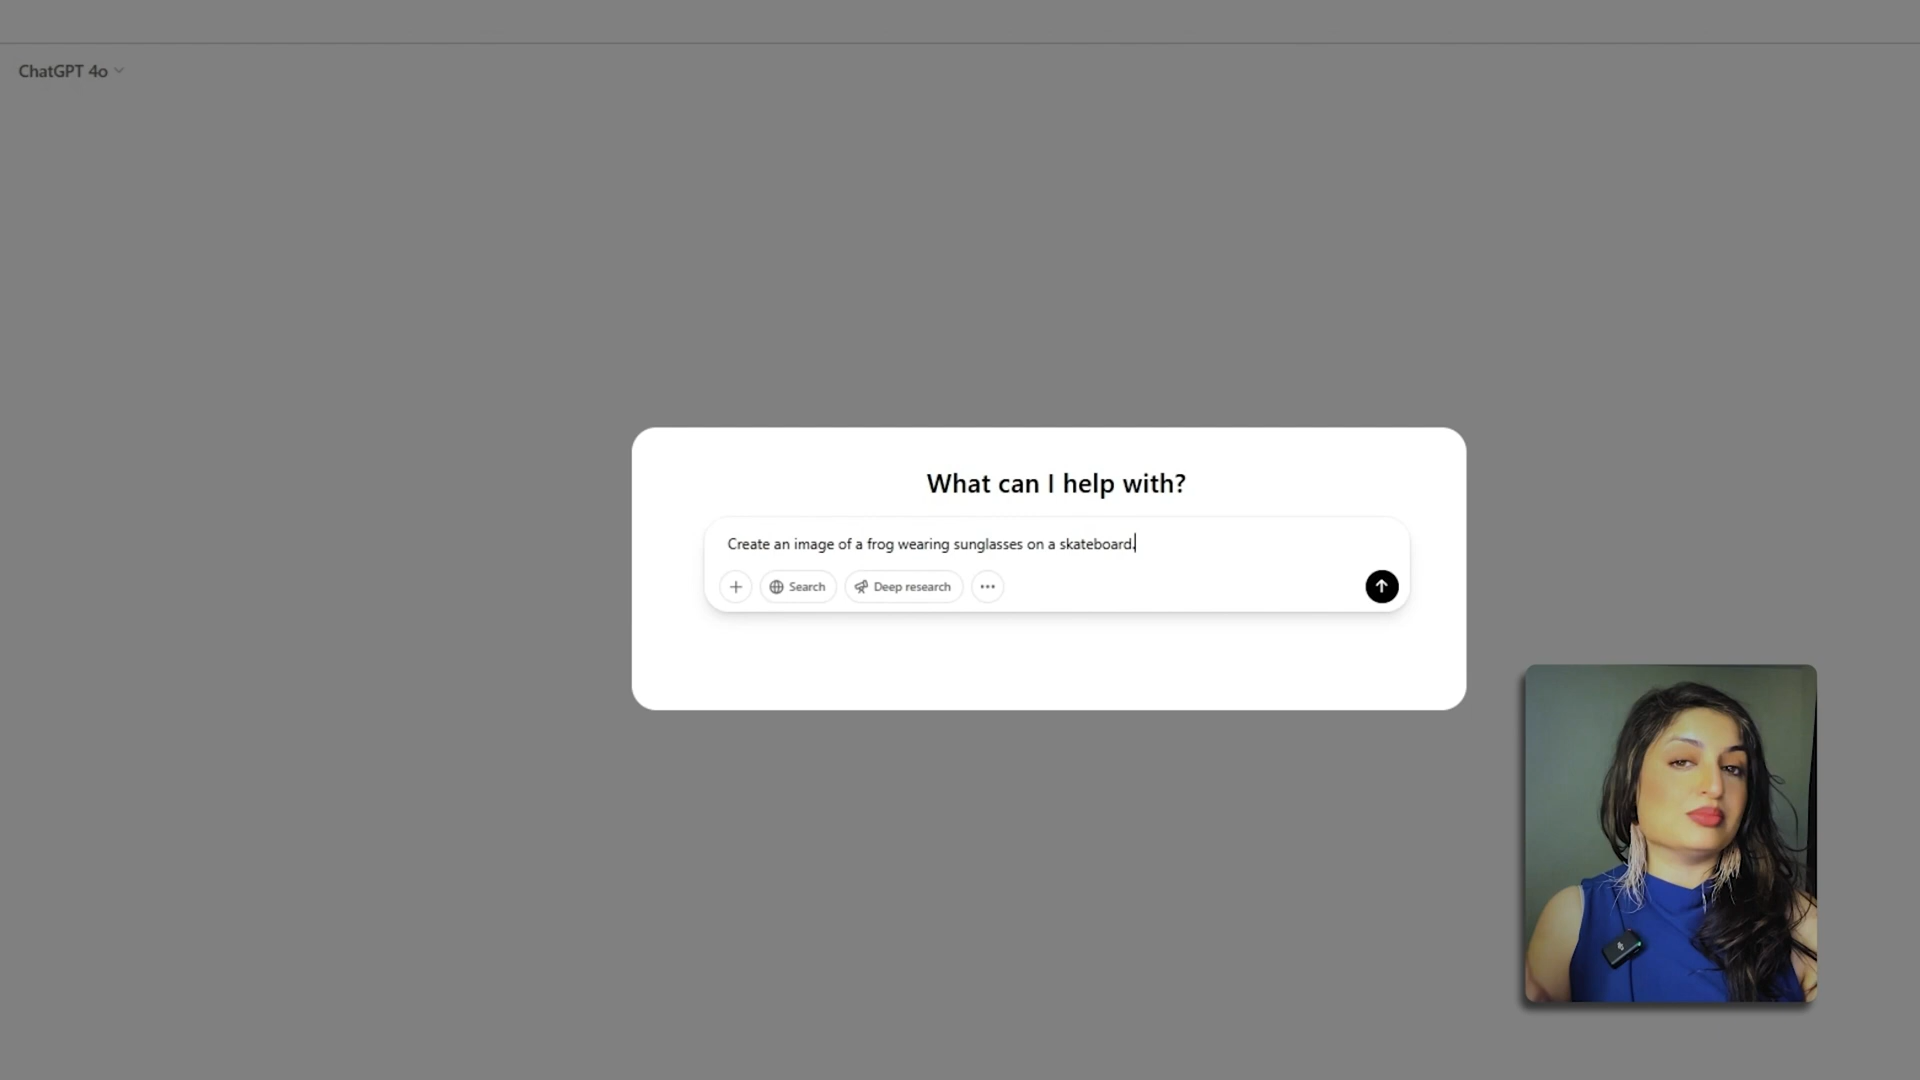 ChatGPT 4o
What can I help with?
Create an image of a frog wearing sunglasses on a skateboard.
Search
Deep research